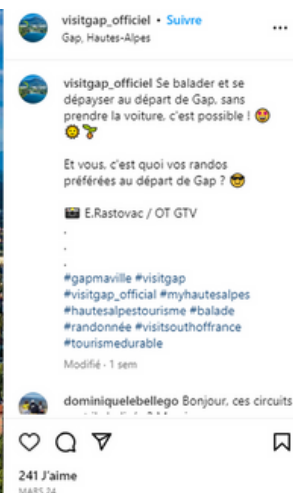 visitgap_officiel • Suivre
Gap, Hautes-Alpes
visitgap_officiel Se balader et se
dépayser au départ de Gap, sans
prendre la voiture, c'est possible ! 🤩
🌞🌱
Et vous, c'est quoi vos randos
préférées au départ de Gap ? 😎
📸 E.Rastovac / OT GTV
.
.
.
#gapmaville #visitgap
#visitgap_official #myhautesalpes
#hautesalpestourisme #balade
#randonnée #visitsouthoffrance
#tourismedurable
Modifié · 1 sem
dominiquelebellego Bonjour, ces circuits
241 J'aime
MARS 24